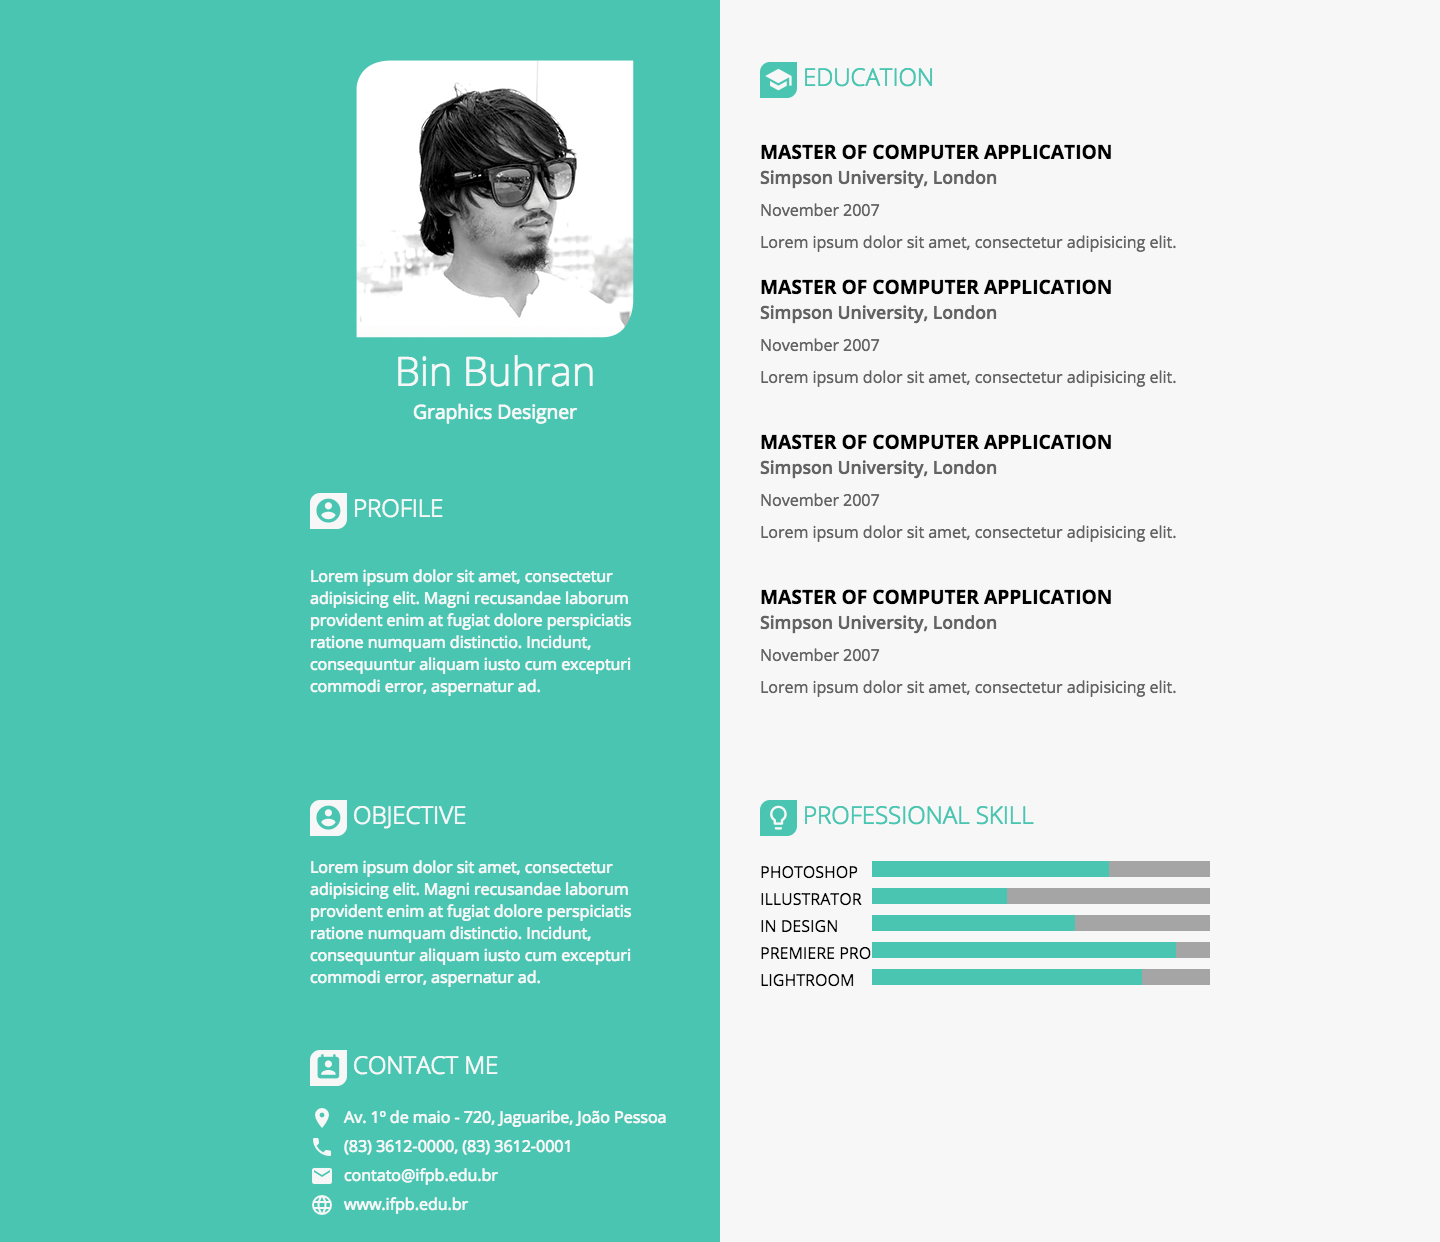 Bin Buhran
Graphics Designer
PROFILE
Lorem ipsum dolor sit amet, consectetur
adipisicing elit. Magni recusandae laborum
provident enim at fugiat dolore perspiciatis
ratione numquam distinctio. Incidunt,
consequuntur aliquam iusto cum excepturi
commodi error, aspernatur ad.
OBJECTIVE
Lorem ipsum dolor sit amet, consectetur
adipisicing elit. Magni recusandae laborum
provident enim at fugiat dolore perspiciatis
ratione numquam distinctio. Incidunt,
consequuntur aliquam iusto cum excepturi
commodi error, aspernatur ad.
CONTACT ME
Av. 1º de maio - 720, Jaguaribe, João Pessoa
(83) 3612-0000, (83) 3612-0001
contato@ifpb.edu.br
www.ifpb.edu.br
EDUCATION
MASTER OF COMPUTER APPLICATION
Simpson University, London
November 2007
Lorem ipsum dolor sit amet, consectetur adipisicing elit.
MASTER OF COMPUTER APPLICATION
Simpson University, London
November 2007
Lorem ipsum dolor sit amet, consectetur adipisicing elit.
MASTER OF COMPUTER APPLICATION
Simpson University, London
November 2007
Lorem ipsum dolor sit amet, consectetur adipisicing elit.
MASTER OF COMPUTER APPLICATION
Simpson University, London
November 2007
Lorem ipsum dolor sit amet, consectetur adipisicing elit.
PROFESSIONAL SKILL
PHOTOSHOP
ILLUSTRATOR
IN DESIGN
PREMIERE PRO
LIGHTROOM